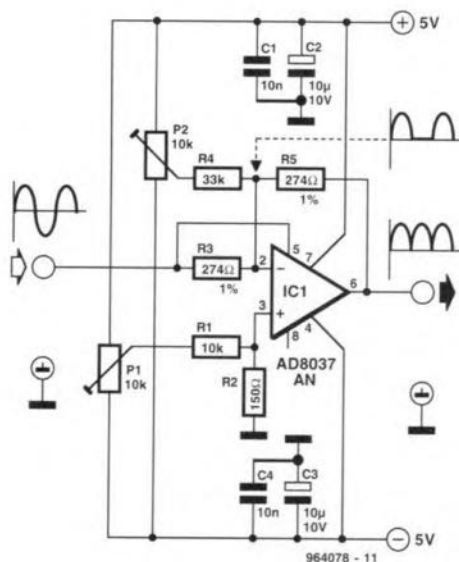 + 5V
C1
C2
10n
10µ
10V
P2
10k
R4
R5
33k
274Ω
1%
5
7
R3
2
−
274Ω
IC1
6
1%
3
+
R1
4
P1
10k
8
10k
AD8037
AN
R2
150Ω
C4
C3
10n
10µ
10V
− 5V
964078 - 11